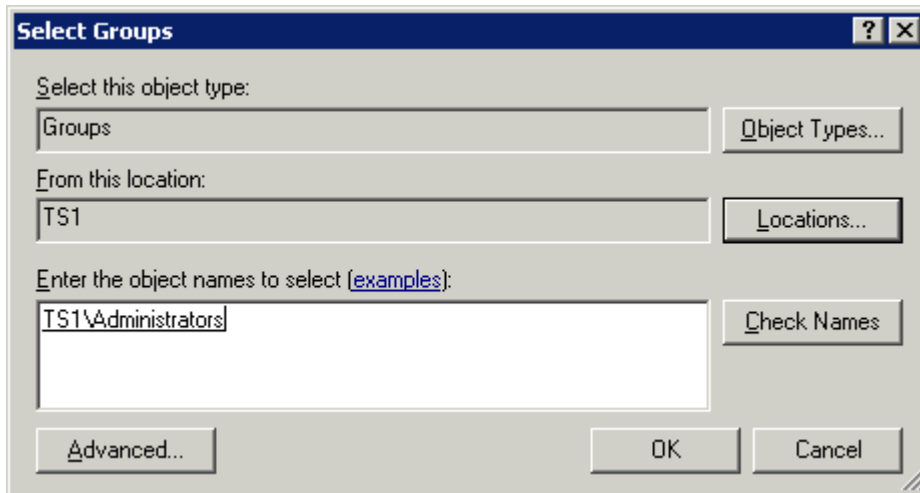 Select Groups
Select this object type:
Groups
Object Types...
From this location:
TS1
Locations...
Enter the object names to select (examples):
TS1\Administrators
Check Names
Advanced...
OK
Cancel